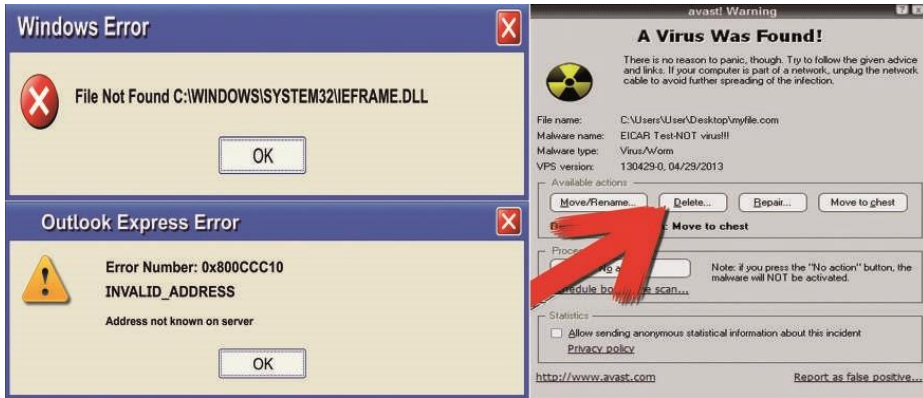 Windows Error
File Not Found C:\WINDOWS\SYSTEM32\IEFRAME.DLL
OK
Outlook Express Error
Error Number: 0x800CCC10
INVALID_ADDRESS
Address not known on server
OK
avast! Warning
A Virus Was Found!
There is no reason to panic, though. Try to follow the given advice
and links. If your computer is part of a network, unplug the network
cable to avoid further spreading of the infection.
File name: C:\Users\User\Desktop\myfile.com
Malware name: EICAR Test-NOT virus!!!
Malware type: Virus/Worm
VPS version: 130429-0, 04/29/2013
Available actions
Move/Rename... Delete... Repair... Move to chest
Move to chest
Note: if you press the "No action" button, the
malware will NOT be activated.
scan...
Statistics
Allow sending anonymous statistical information about this incident
Privacy policy
http://www.avast.com Report as false positive...